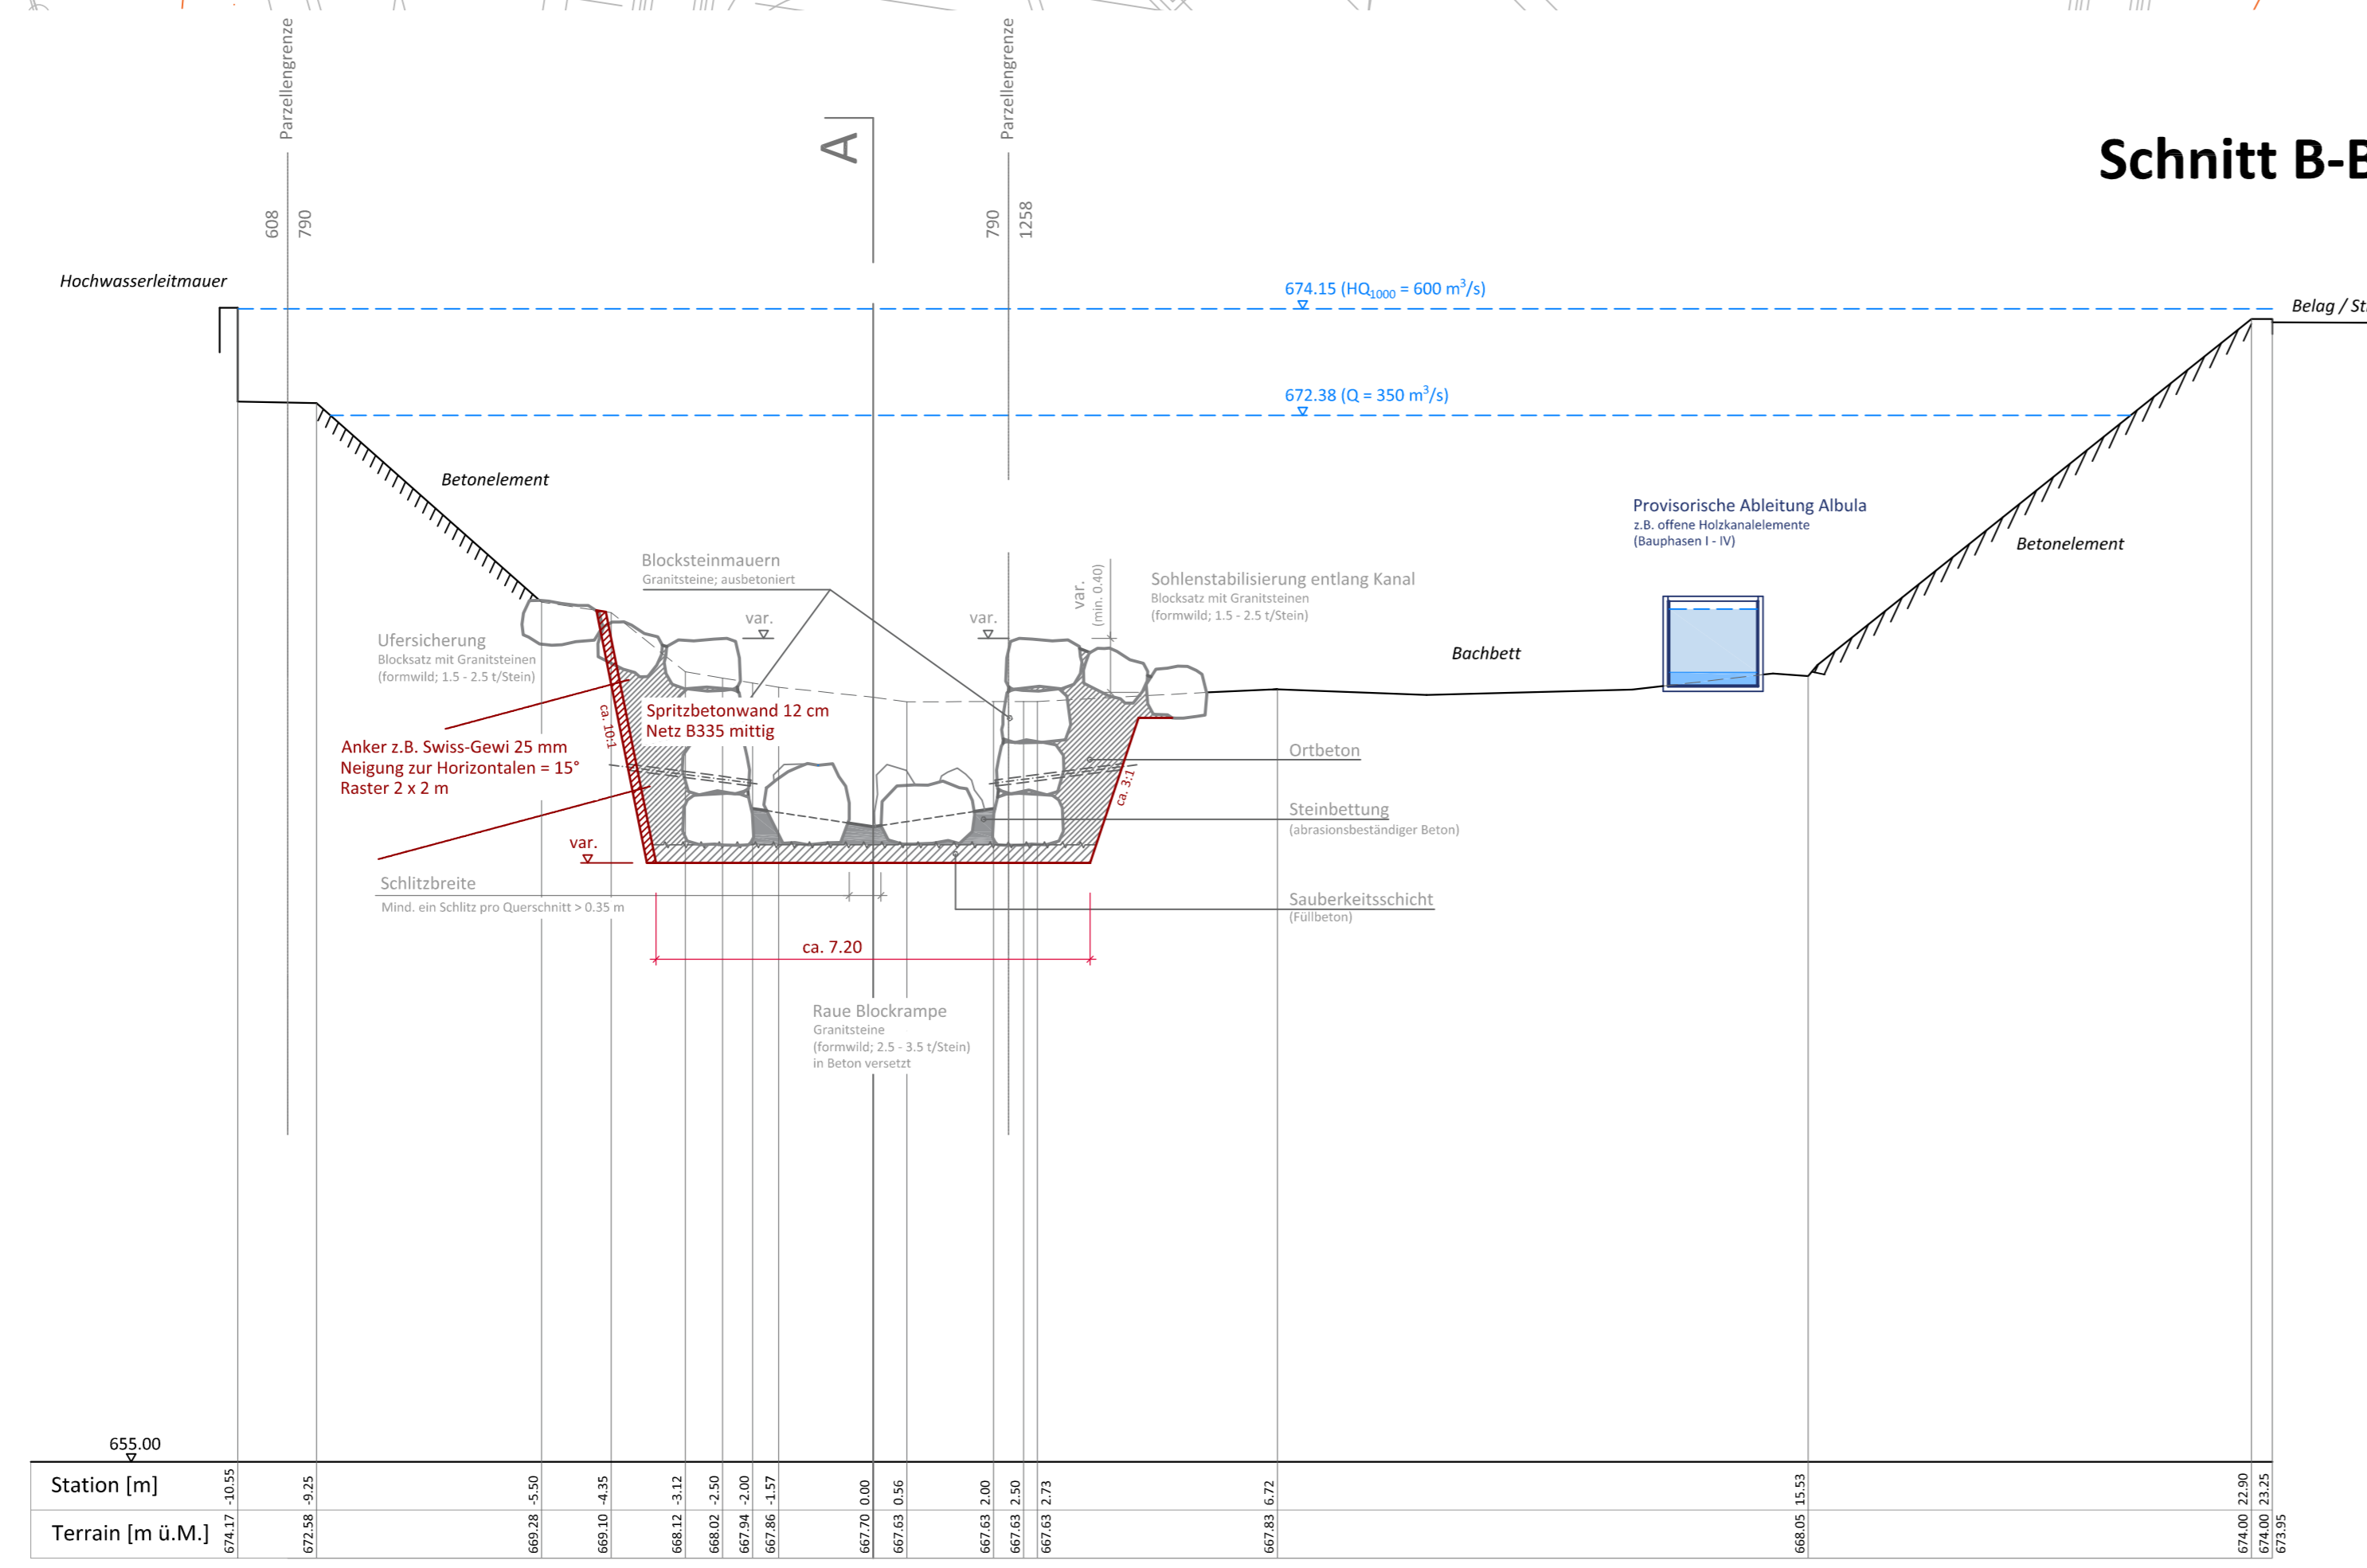 Parzellengrenze
Parzellengrenze
A
Schnitt B-B
608
790
790
1258
Hochwasserleitmauer
674.15 (HQ1000 = 600 m³/s)
Belag /
672.38 (Q = 350 m³/s)
Betonelement
Provisorische Ableitung Albula
z.B. offene Holzkanalelemente
(Bauphasen I - IV)
Betonelement
Blocksteinmauern
Granitsteine; ausbetoniert
var.
(min. 0.40)
Sohlenstabilisierung entlang Kanal
Blocksatz mit Granitsteinen
(formwild; 1.5 - 2.5 t/Stein)
var.
var.
Ufersicherung
Blocksatz mit Granitsteinen
(formwild; 1.5 - 2.5 t/Stein)
Bachbett
ca. 10:1
Spritzbetonwand 12 cm
Netz B335 mittig
Anker z.B. Swiss-Gewi 25 mm
Neigung zur Horizontalen = 15°
Raster 2 x 2 m
Ortbeton
ca. 3:1
Steinbettung
(abrasionsbeständiger Beton)
var.
Schlitzbreite
Mind. ein Schlitz pro Querschnitt > 0.35 m
Sauberkeitsschicht
(Füllbeton)
ca. 7.20
Raue Blockrampe
Granitsteine
(formwild; 2.5 - 3.5 t/Stein)
in Beton versetzt
655.00
Station [m] -10.55 -9.25 -5.50 -4.35 -3.12 -2.50 -2.00 -1.57 0.00 0.56 2.00 2.50 2.73 6.72 15.53 22.90 23.25
Terrain [m ü.M.] 674.17 672.58 669.28 669.10 668.12 668.02 667.94 667.86 667.70 667.63 667.63 667.63 667.63 667.83 668.05 674.00 674.00 673.95